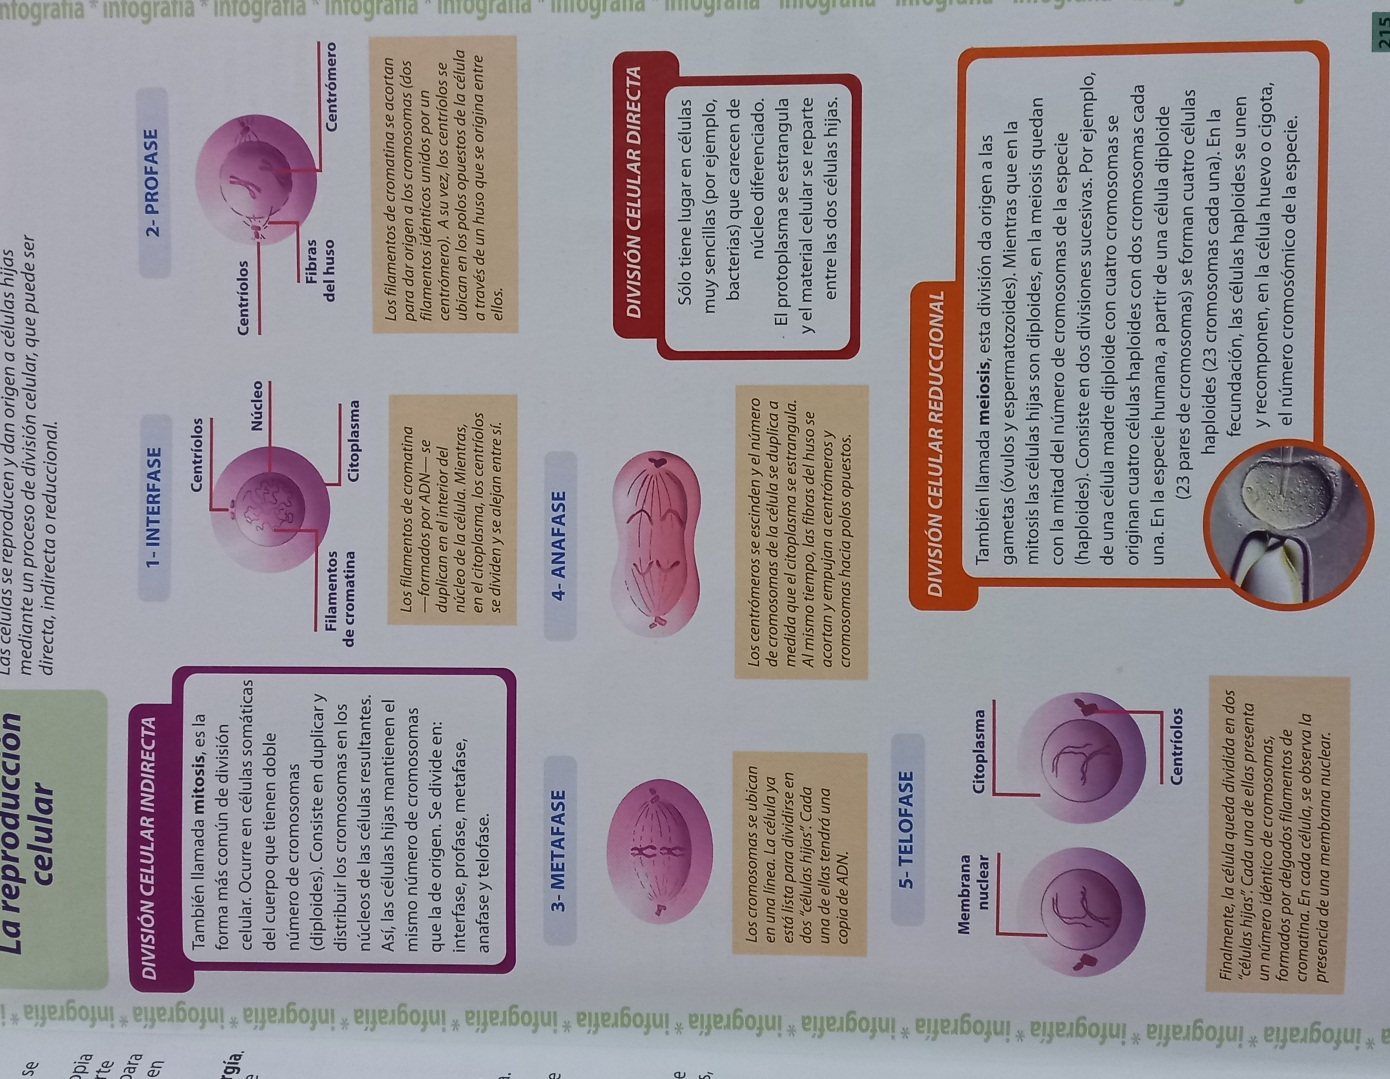 La reproducción
celular
Las células se reproducen y dan origen a células hijas
mediante un proceso de división celular, que puede ser
directa, indirecta o reduccional.
DIVISIÓN CELULAR INDIRECTA
También llamada mitosis, es la
forma más común de división
celular. Ocurre en células somáticas
del cuerpo que tienen doble
número de cromosomas
(diploides). Consiste en duplicar y
distribuir los cromosomas en los
núcleos de las células resultantes.
Así, las células hijas mantienen el
mismo número de cromosomas
que la de origen. Se divide en:
interfase, profase, metafase,
anafase y telofase.
1- INTERFASE
Centríolos
Núcleo
Filamentos
de cromatina
Citoplasma
Los filamentos de cromatina
—formados por ADN— se
duplican en el interior del
núcleo de la célula. Mientras,
en el citoplasma, los centríolos
se dividen y se alejan entre sí.
2- PROFASE
Centríolos
Fibras
del huso
Centrómero
Los filamentos de cromatina se acortan
para dar origen a los cromosomas (dos
filamentos idénticos unidos por un
centrómero). A su vez, los centríolos se
ubican en los polos opuestos de la célula
a través de un huso que se origina entre
ellos.
3- METAFASE
Los cromosomas se ubican
en una línea. La célula ya
está lista para dividirse en
dos "células hijas". Cada
una de ellas tendrá una
copia de ADN.
4- ANAFASE
Los centrómeros se escinden y el número
de cromosomas de la célula se duplica a
medida que el citoplasma se estrangula.
Al mismo tiempo, las fibras del huso se
acortan y empujan a centrómeros y
cromosomas hacia polos opuestos.
DIVISIÓN CELULAR DIRECTA
Sólo tiene lugar en células
muy sencillas (por ejemplo,
bacterias) que carecen de
núcleo diferenciado.
El protoplasma se estrangula
y el material celular se reparte
entre las dos células hijas.
5- TELOFASE
Membrana
nuclear
Citoplasma
Centríolos
Finalmente, la célula queda dividida en dos
"células hijas". Cada una de ellas presenta
un número idéntico de cromosomas,
formados por delgados filamentos de
cromatina. En cada célula, se observa la
presencia de una membrana nuclear.
DIVISIÓN CELULAR REDUCCIONAL
También llamada meiosis, esta división da origen a las
gametas (óvulos y espermatozoides). Mientras que en la
mitosis las células hijas son diploides, en la meiosis quedan
con la mitad del número de cromosomas de la especie
(haploides). Consiste en dos divisiones sucesivas. Por ejemplo,
de una célula madre diploide con cuatro cromosomas se
originan cuatro células haploides con dos cromosomas cada
una. En la especie humana, a partir de una célula diploide
(23 pares de cromosomas) se forman cuatro células
haploides (23 cromosomas cada una). En la
fecundación, las células haploides se unen
y recomponen, en la célula huevo o cigota,
el número cromosómico de la especie.
215
infografía * infografía * infografía * infografía * infografía * infografía * infografía * infografía
infografía * infografía * infografía * infografía * infografía * infografía * infografía * infografía * infografía * infografía * infografía * infografía
se
para
en